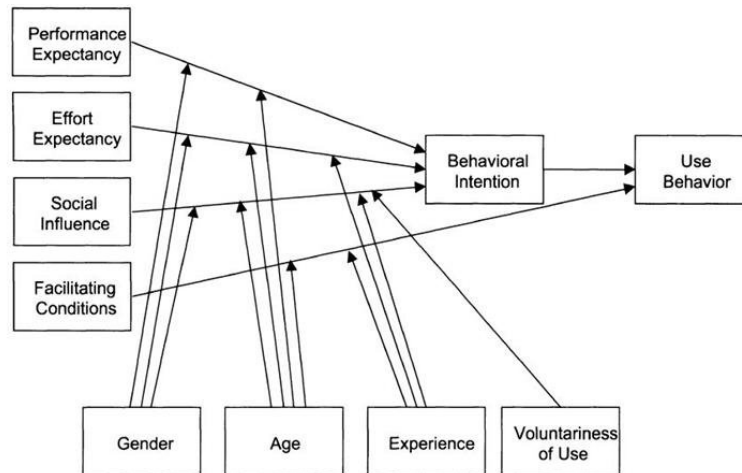 Performance
Expectancy
Effort
Expectancy
Social
Influence
Facilitating
Conditions
Behavioral
Intention
Use
Behavior
Gender
Age
Experience
Voluntariness
of Use